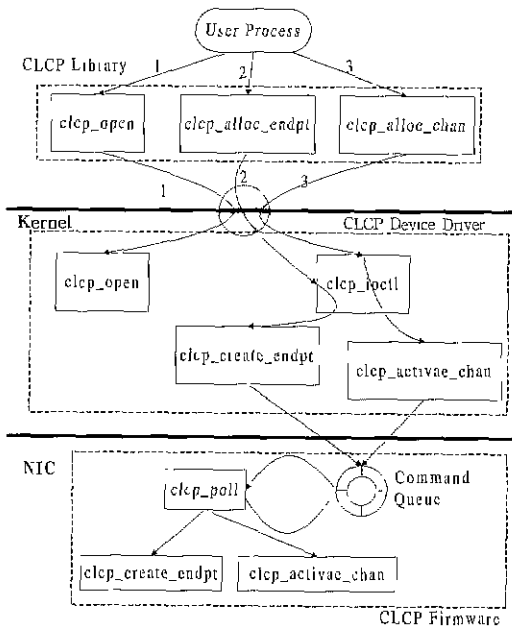 User Process
1
2
3
CLCP Library
clcp_open
clcp_alloc_endpt
clcp_alloc_chan
1
2
3
Kernel
CLCP Device Driver
clcp_open
clcp_ioctl
clcp_create_endpt
clcp_activae_chan
NIC
clcp_poll
Command
Queue
clcp_create_endpt
clcp_activae_chan
CLCP Firmware